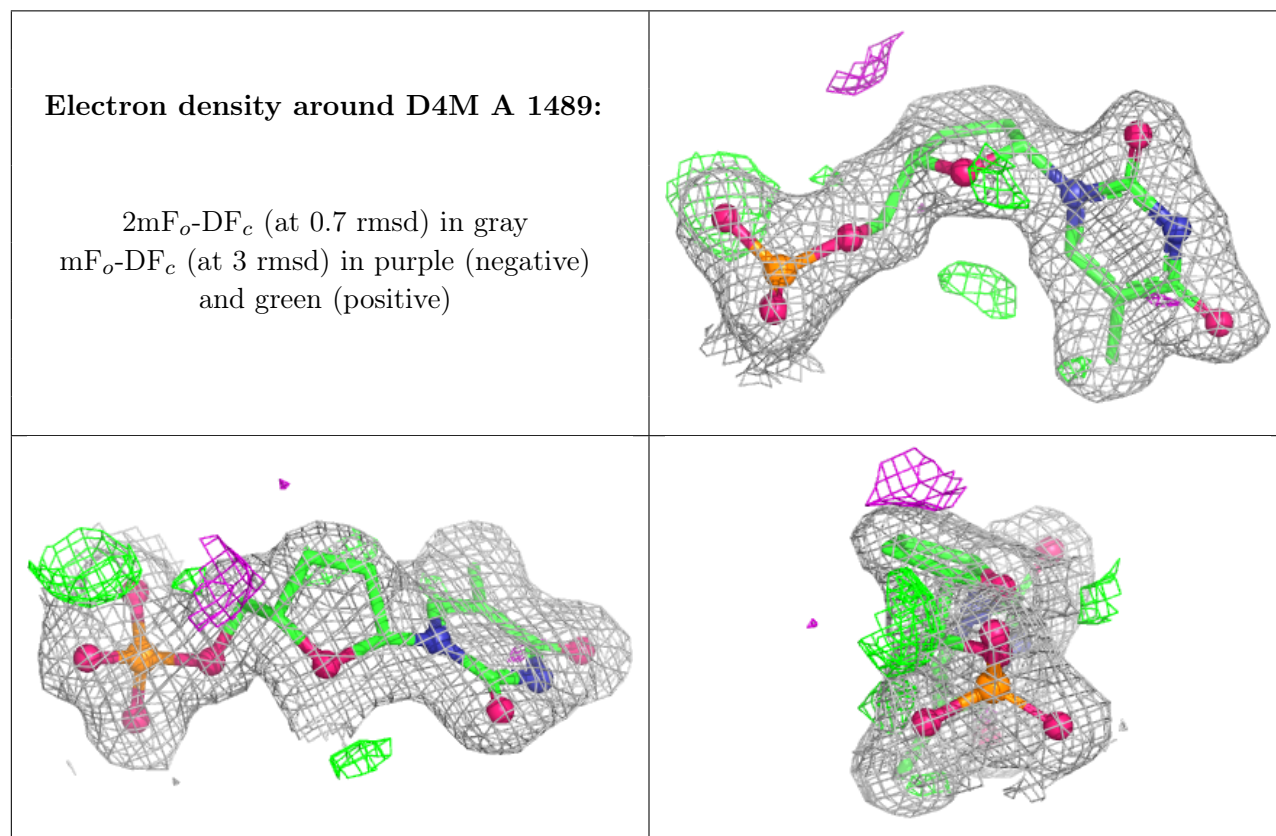 Electron density around D4M A 1489:
2mFo-DFc (at 0.7 rmsd) in gray
mFo-DFc (at 3 rmsd) in purple (negative)
and green (positive)